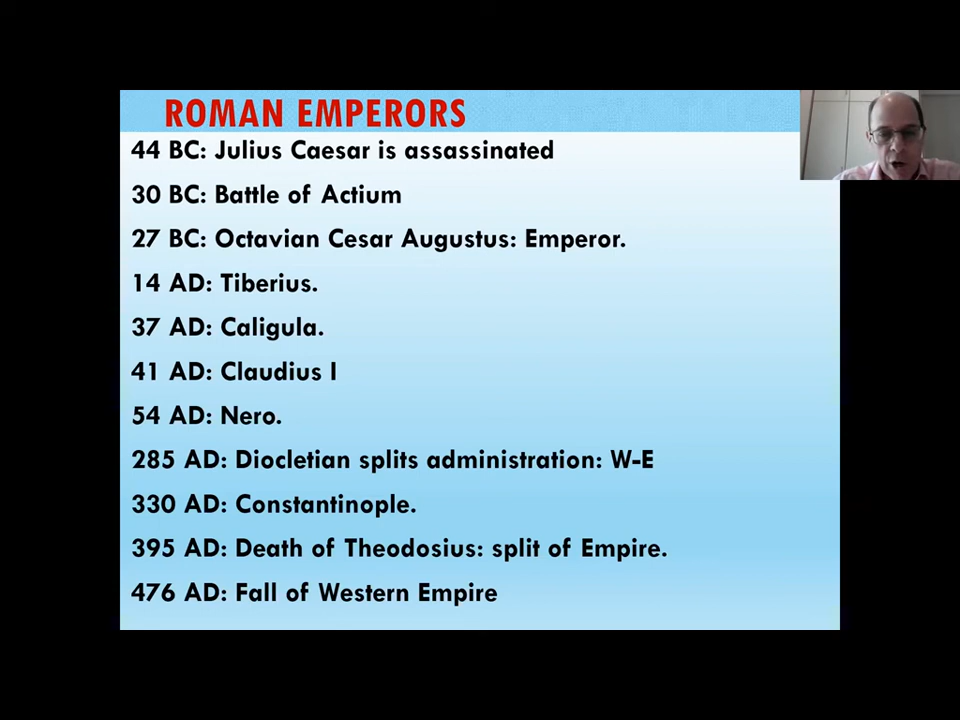 ROMAN EMPERORS
44 BC: Julius Caesar is assassinated
30 BC: Battle of Actium
27 BC: Octavian Cesar Augustus: Emperor.
14 AD: Tiberius.
37 AD: Caligula.
41 AD: Claudius I
54 AD: Nero.
285 AD: Diocletian splits administration: W-E
330 AD: Constantinople.
395 AD: Death of Theodosius: split of Empire.
476 AD: Fall of Western Empire